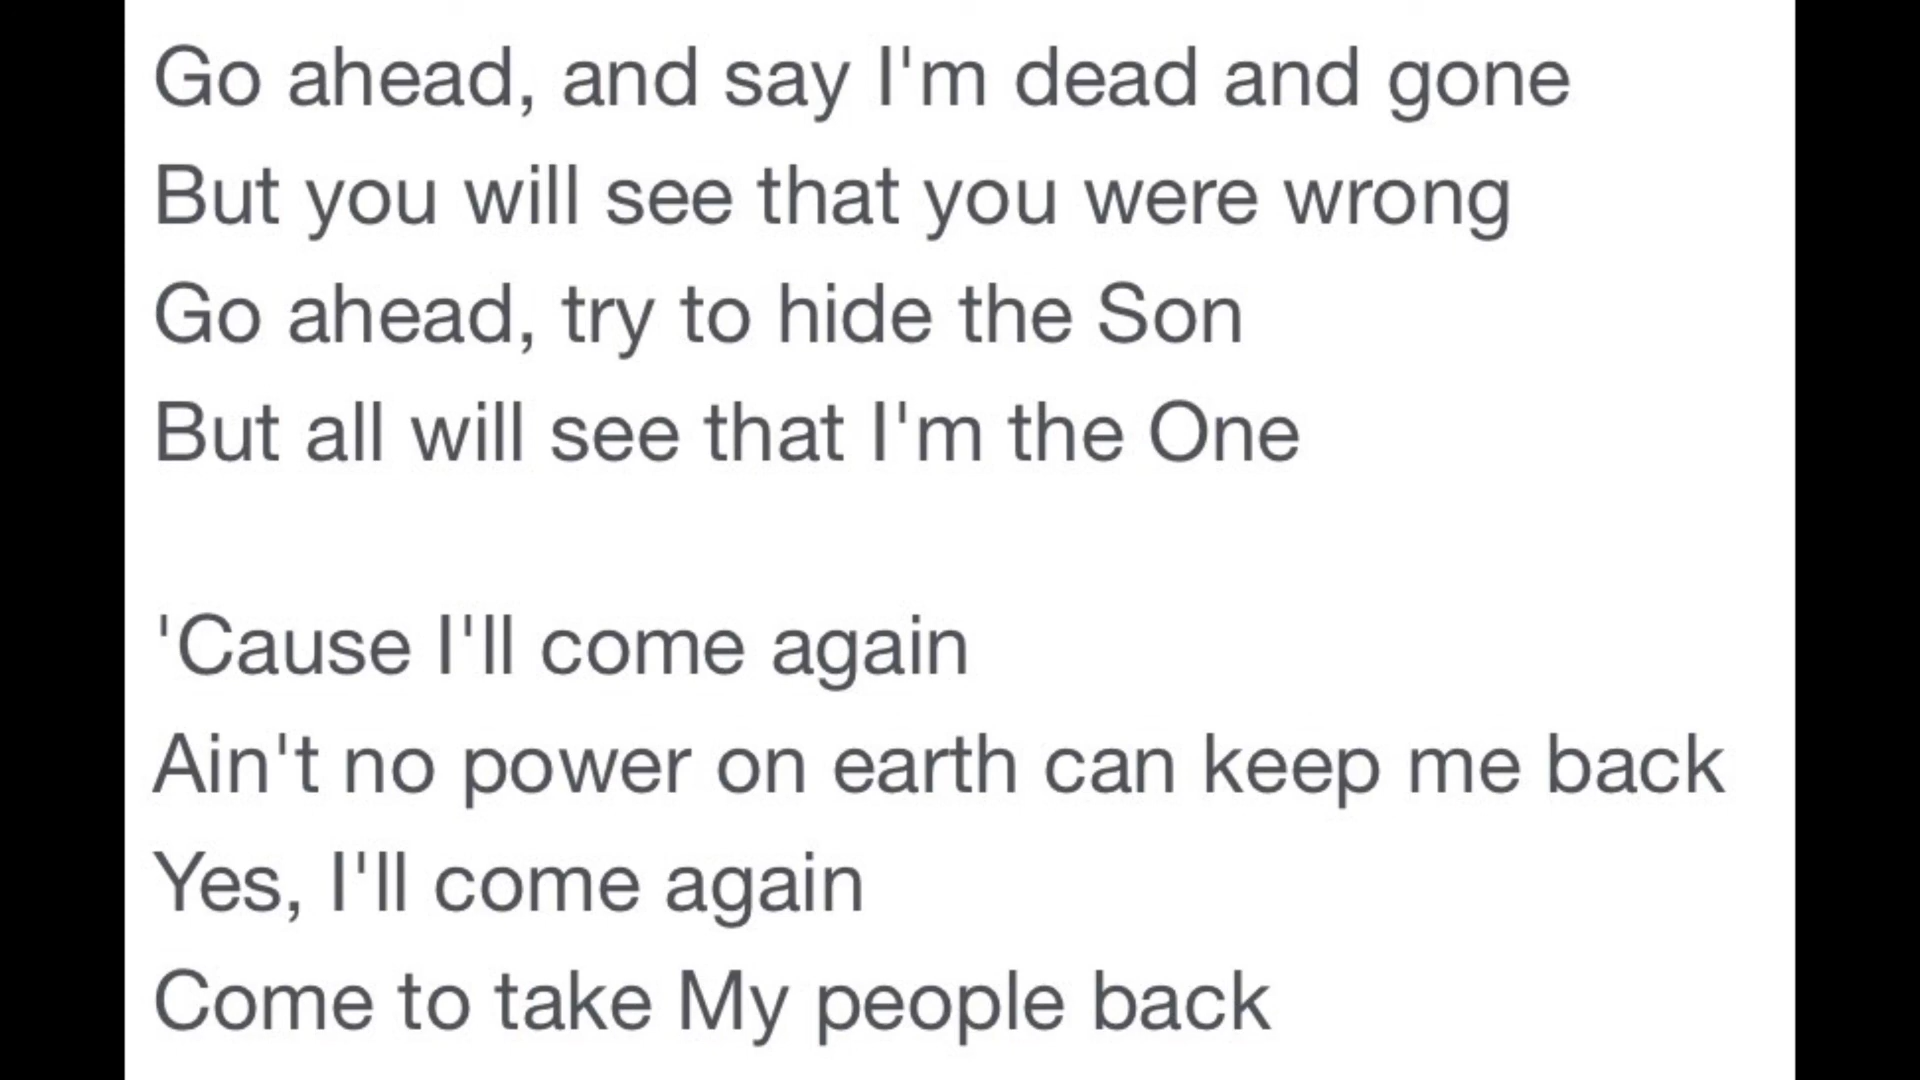 Go ahead, and say I'm dead and gone
But you will see that you were wrong
Go ahead, try to hide the Son
But all will see that I'm the One
'Cause I'll come again
Ain't no power on earth can keep me back
Yes, I'll come again
Come to take My people back